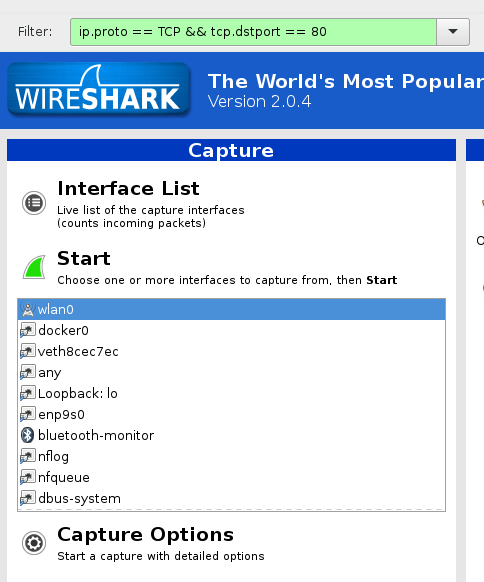 Filter: ip.proto == TCP && tcp.dstport == 80
WIRESHARK
The World's Most Popular
Version 2.0.4
Capture
Interface List
Live list of the capture interfaces
(counts incoming packets)
Start
Choose one or more interfaces to capture from, then Start
wlan0
docker0
veth8cec7ec
any
Loopback: lo
enp9s0
bluetooth-monitor
nflog
nfqueue
dbus-system
Capture Options
Start a capture with detailed options